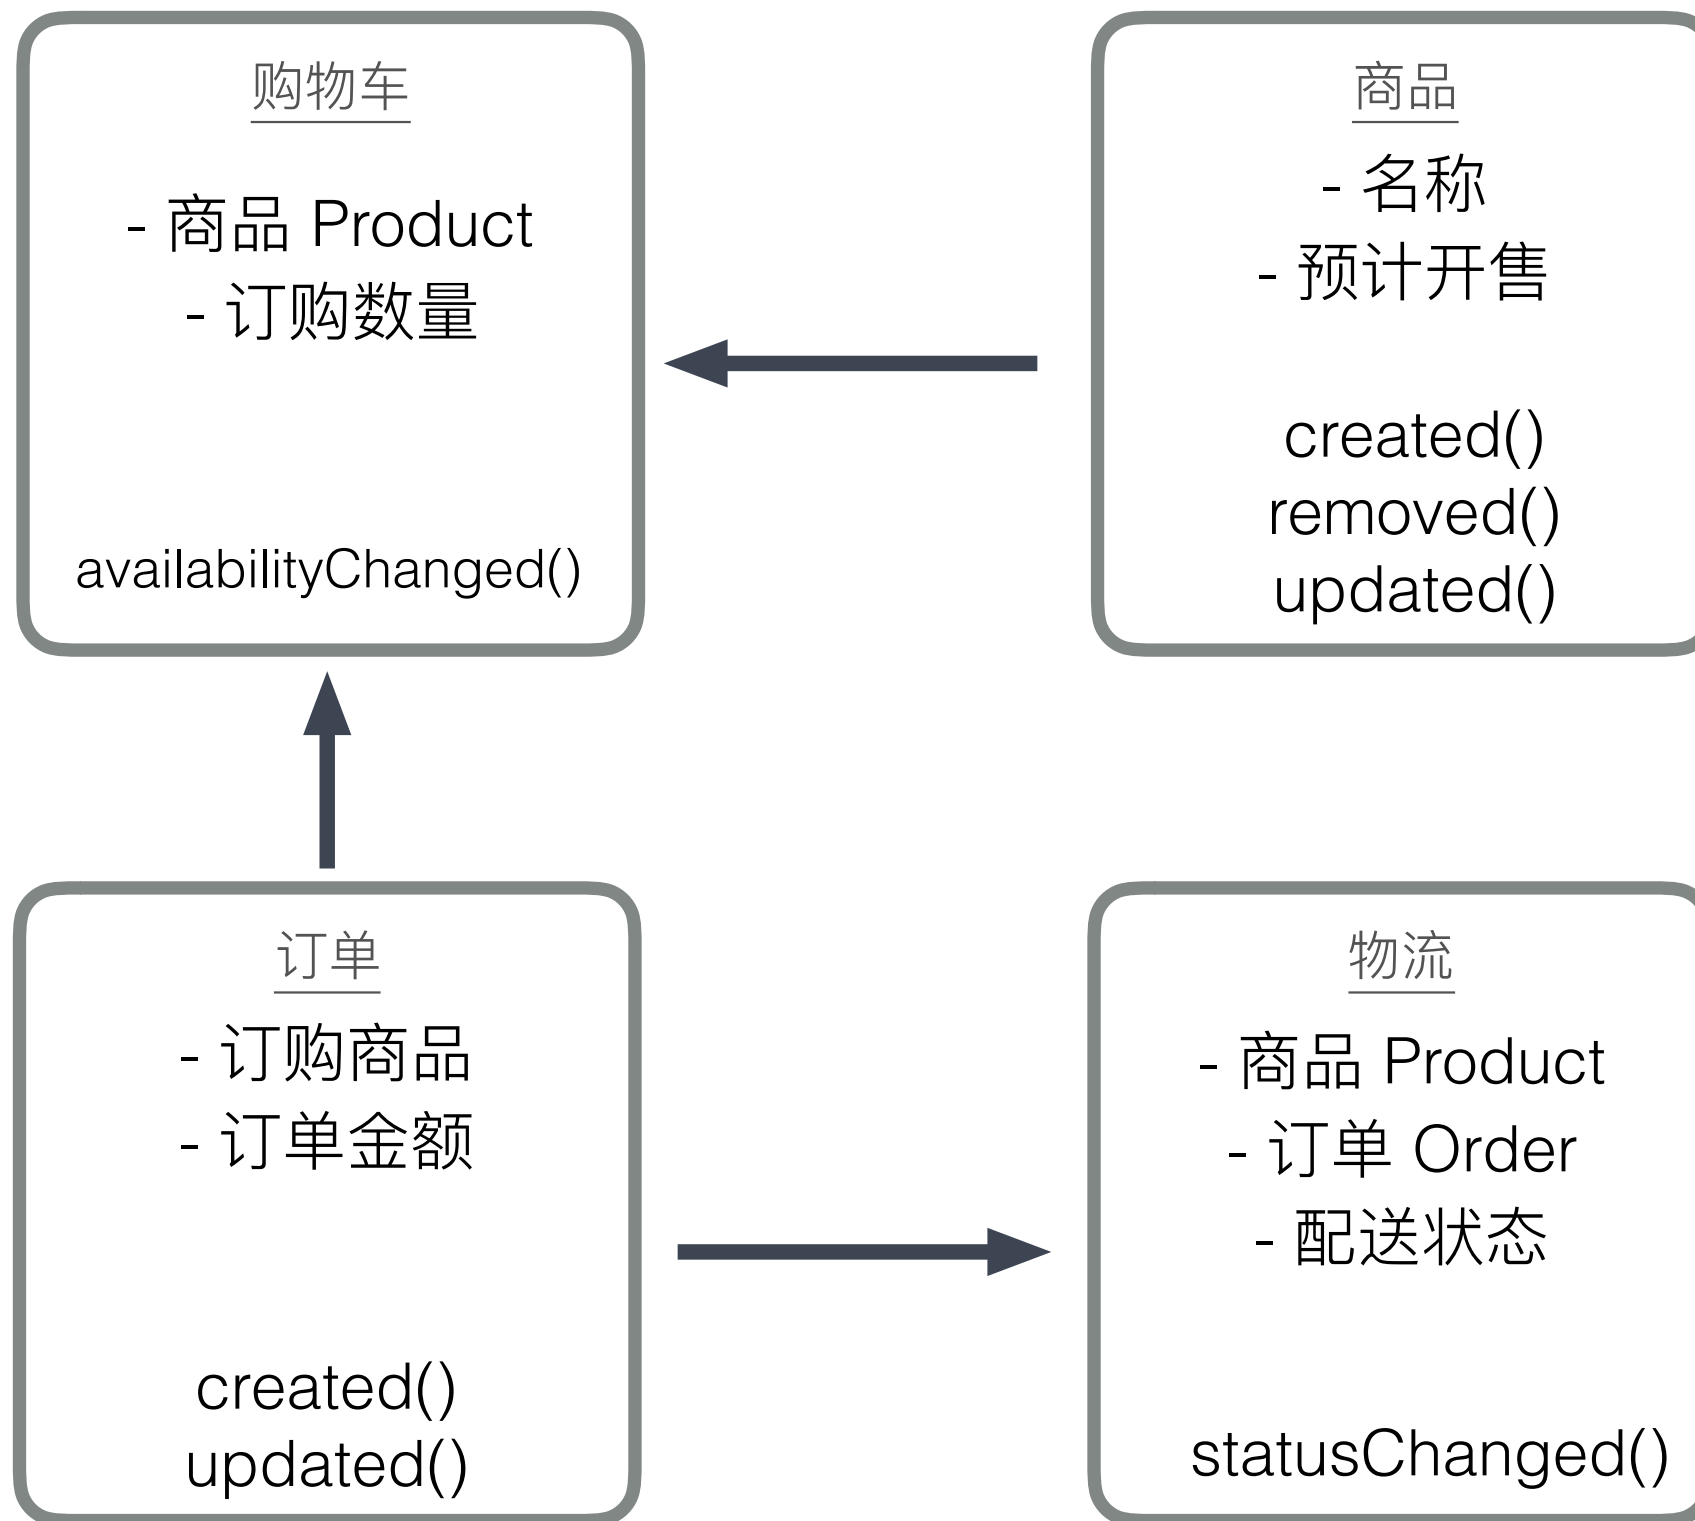 购物车
- 商品 Product
- 订购数量
availabilityChanged()
商品
- 名称
- 预计开售
created()
removed()
updated()
订单
- 订购商品
- 订单金额
created()
updated()
物流
- 商品 Product
- 订单 Order
- 配送状态
statusChanged()